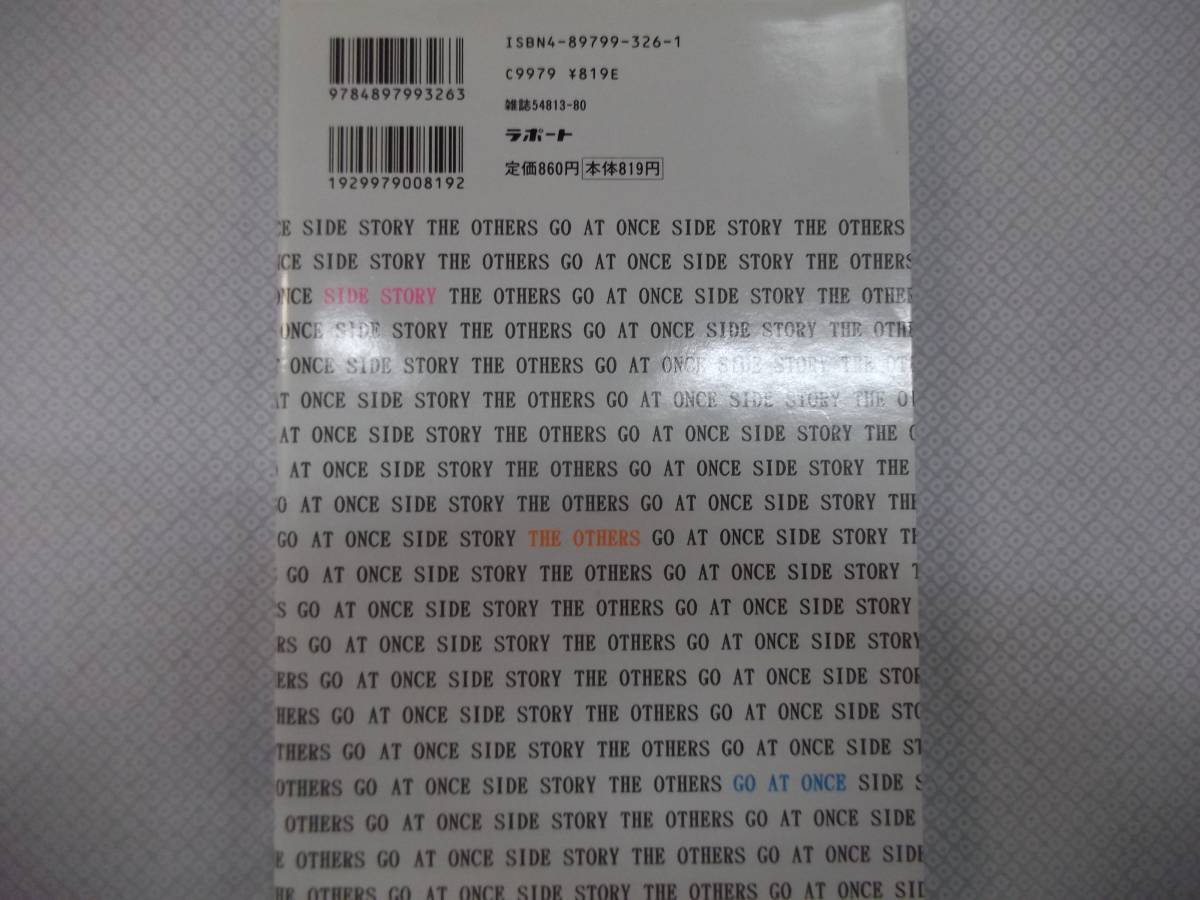 ISBN4-89799-326-1
9784897993263
C9979 ¥819E
雑誌54813-80
ラポート
1929979008192
定価860円 本体819円
E SIDE STORY THE OTHERS GO AT ONCE SIDE STORY THE OTHERS
CE SIDE STORY THE OTHERS GO AT ONCE SIDE STORY THE OTHERS
NCE SIDE STORY THE OTHERS GO AT ONCE SIDE STORY THE OTHER
ONCE SIDE STORY THE OTHERS GO AT ONCE SIDE STORY THE OTH
ONCE SIDE STORY THE OTHERS GO AT ONCE SIDE STORY THE OT
T ONCE SIDE STORY THE OTHERS GO AT ONCE SIDE STORY THE O
AT ONCE SIDE STORY THE OTHERS GO AT ONCE SIDE STORY THE
AT ONCE SIDE STORY THE OTHERS GO AT ONCE SIDE STORY THE
O AT ONCE SIDE STORY THE OTHERS GO AT ONCE SIDE STORY THE
GO AT ONCE SIDE STORY THE OTHERS GO AT ONCE SIDE STORY TH
GO AT ONCE SIDE STORY THE OTHERS GO AT ONCE SIDE STORY T
S GO AT ONCE SIDE STORY THE OTHERS GO AT ONCE SIDE STORY
RS GO AT ONCE SIDE STORY THE OTHERS GO AT ONCE SIDE STORY
ERS GO AT ONCE SIDE STORY THE OTHERS GO AT ONCE SIDE STOR
HERS GO AT ONCE SIDE STORY THE OTHERS GO AT ONCE SIDE STO
THERS GO AT ONCE SIDE STORY THE OTHERS GO AT ONCE SIDE ST
OTHERS GO AT ONCE SIDE STORY THE OTHERS GO AT ONCE SIDE S
OTHERS GO AT ONCE SIDE STORY THE OTHERS GO AT ONCE SIDE
E OTHERS GO AT ONCE SIDE STORY THE OTHERS GO AT ONCE SIDE
HE OTHERS GO AT ONCE SIDE STORY THE OTHERS GO AT ONCE SID